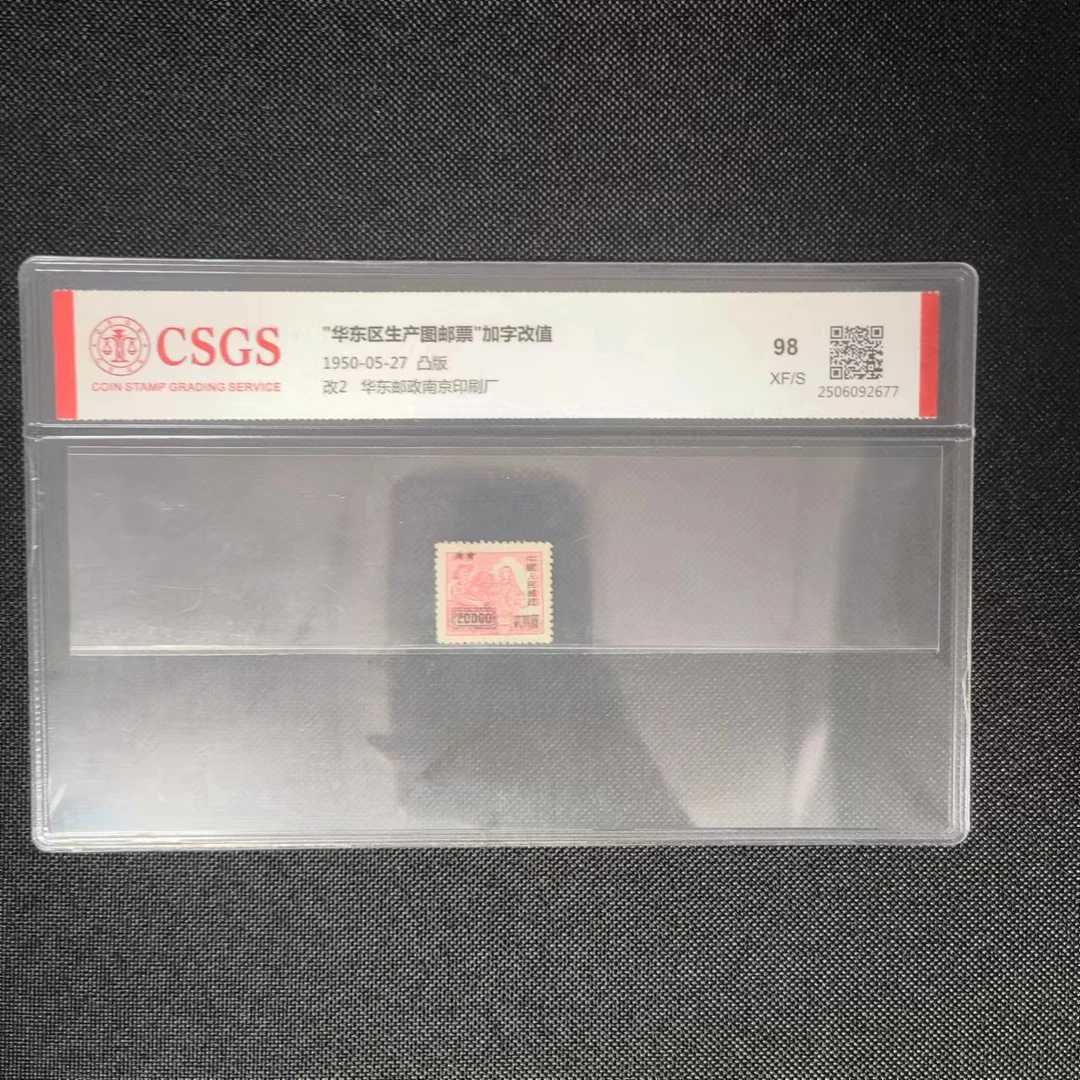 CSGS
COIN STAMP GRADING SERVICE
"华东区生产图邮票"加字改值
1950-05-27 凸版
改2 华东邮政南京印刷厂
98
XF/S
2506092677
中國人民郵政
20000